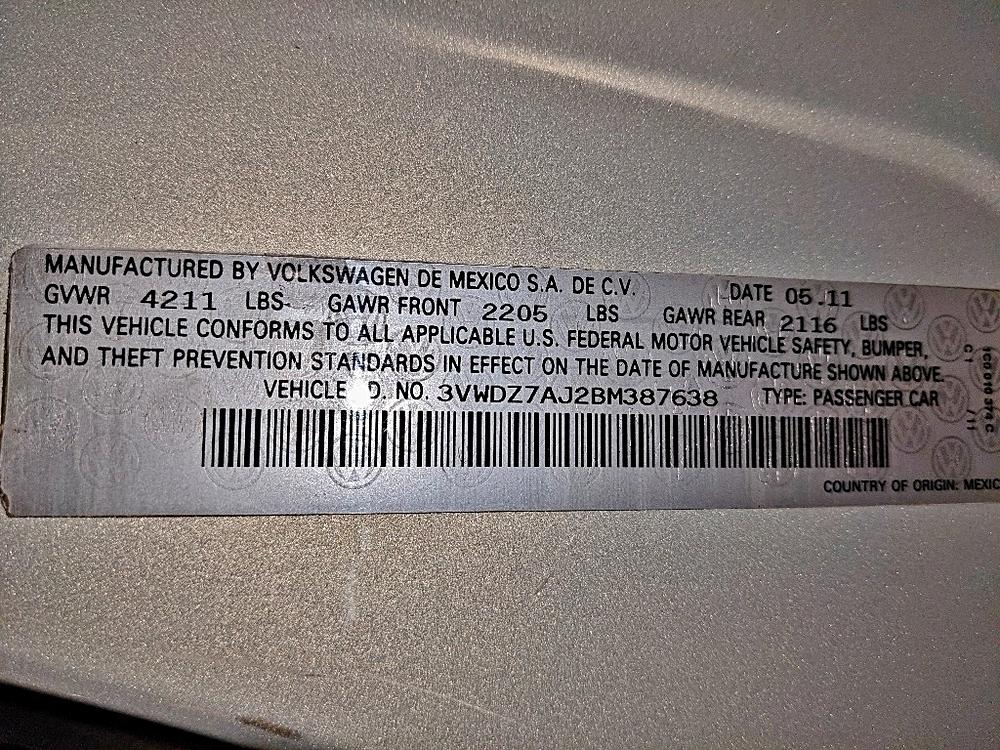 MANUFACTURED BY VOLKSWAGEN DE MEXICO S.A. DE C.V. DATE 05.11
GVWR 4211 LBS GAWR FRONT 2205 LBS GAWR REAR 2116 LBS
THIS VEHICLE CONFORMS TO ALL APPLICABLE U.S. FEDERAL MOTOR VEHICLE SAFETY, BUMPER,
AND THEFT PREVENTION STANDARDS IN EFFECT ON THE DATE OF MANUFACTURE SHOWN ABOVE.
VEHICLE D. NO. 3VWDZ7AJ2BM387638 TYPE: PASSENGER CAR
COUNTRY OF ORIGIN: MEXIC